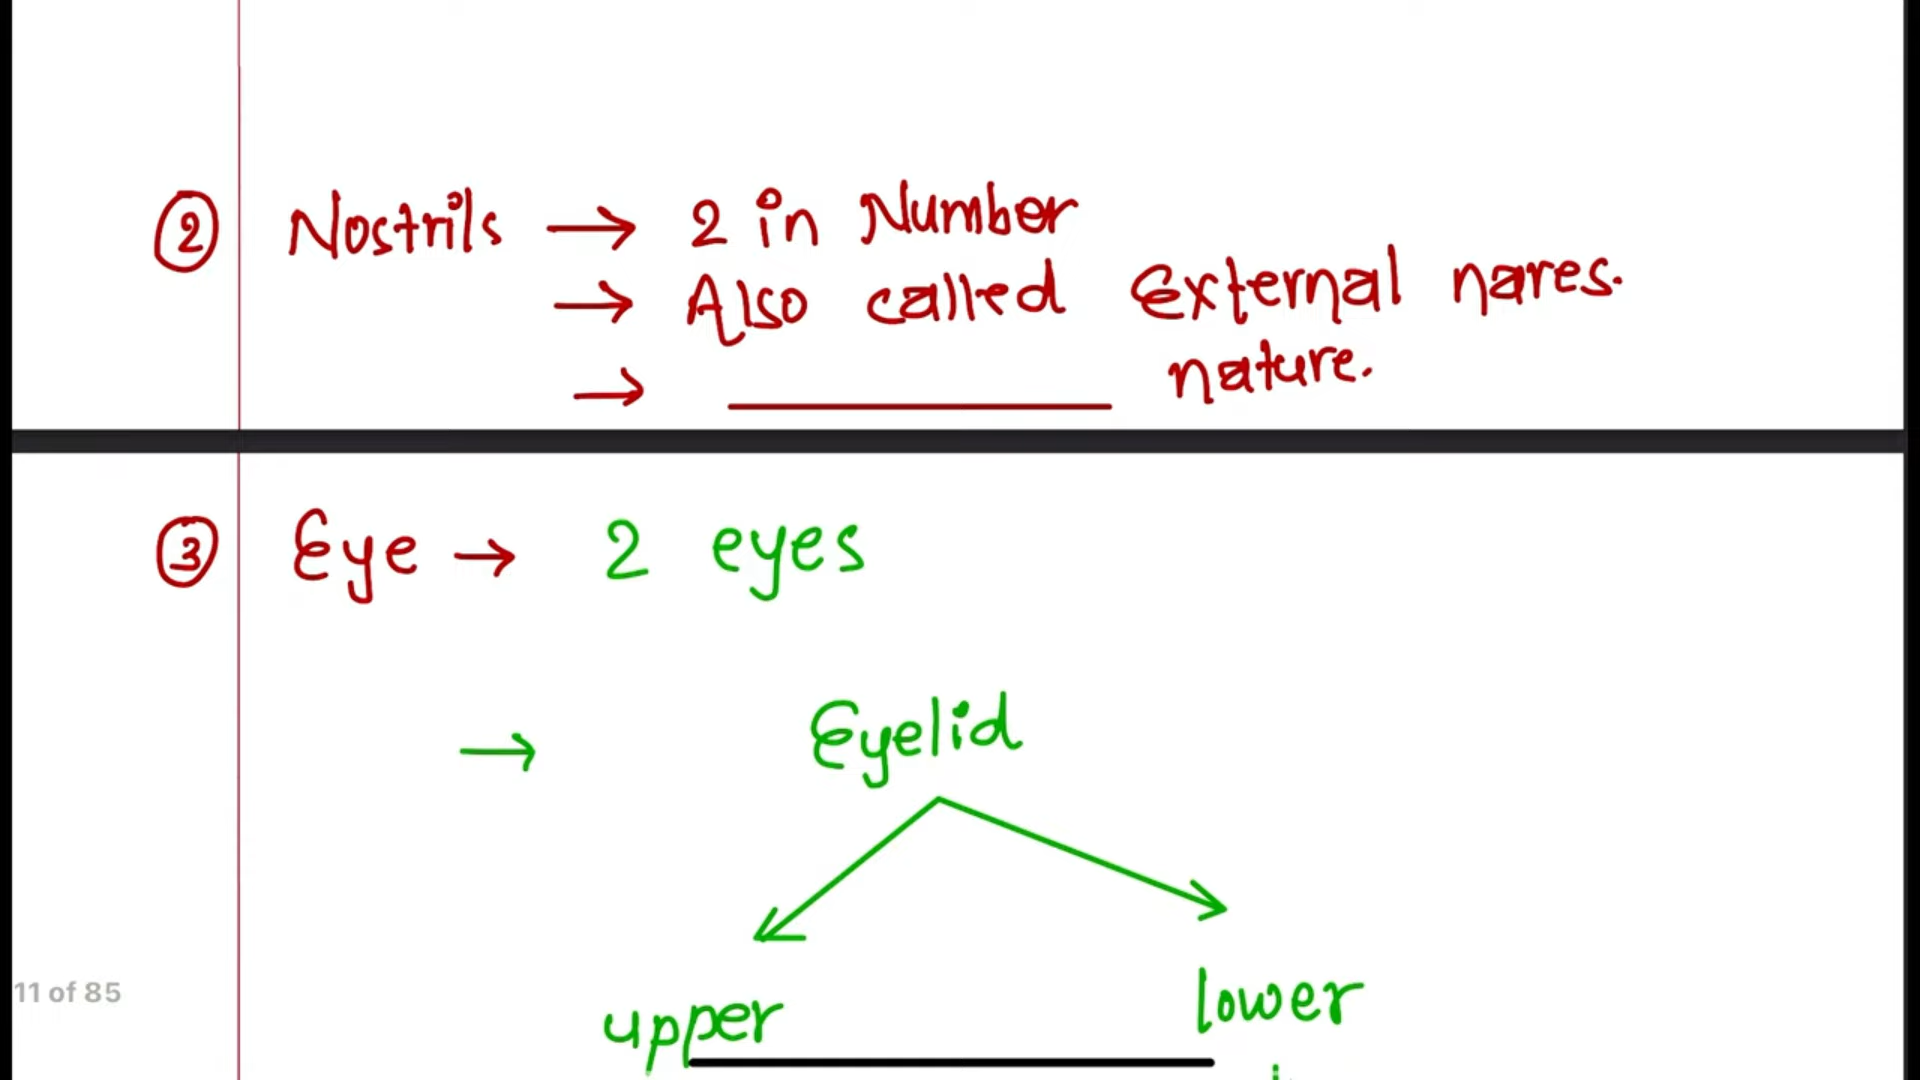 ② Nostrils → 2 in Number
→ Also called External nares.
→ ________ nature.
③ Eye → 2 eyes
→ Eyelid
upper lower
11 of 85